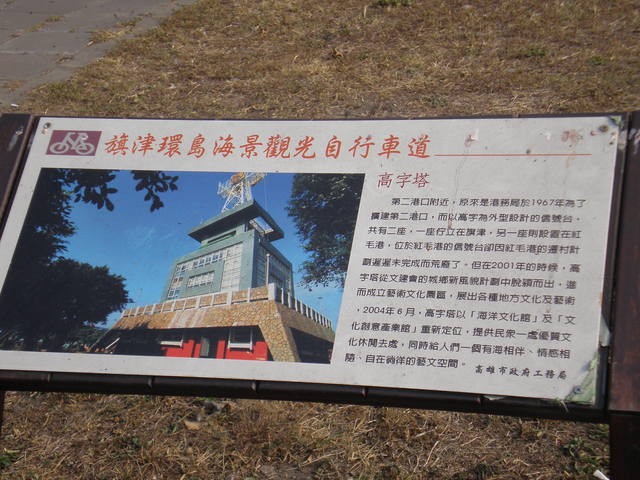 旗津環島海景觀光自行車道
高字塔
第二港口附近，原來是港務局於1967年為了
擴建第二港口，而以高字為外型設計的信號台。
共有二座，一座佇立在旗津，另一座則設置在紅
毛港，位於紅毛港的信號台卻因紅毛港的遷村計
劃遲遲未完成而荒廢了。但在2001年的時候，高
字塔從文建會的城鄉新風貌計劃中脫穎而出，進
而成立藝術文化園區，展出各種地方文化及藝術
，2004年6月，高字塔以「海洋文化館」及「文
化創意產業館」重新定位，提供民眾一處優質文
化休閒去處，同時給人們一個有海相伴、情感相
隨、自在徜徉的藝文空間。 高雄市政府工務局